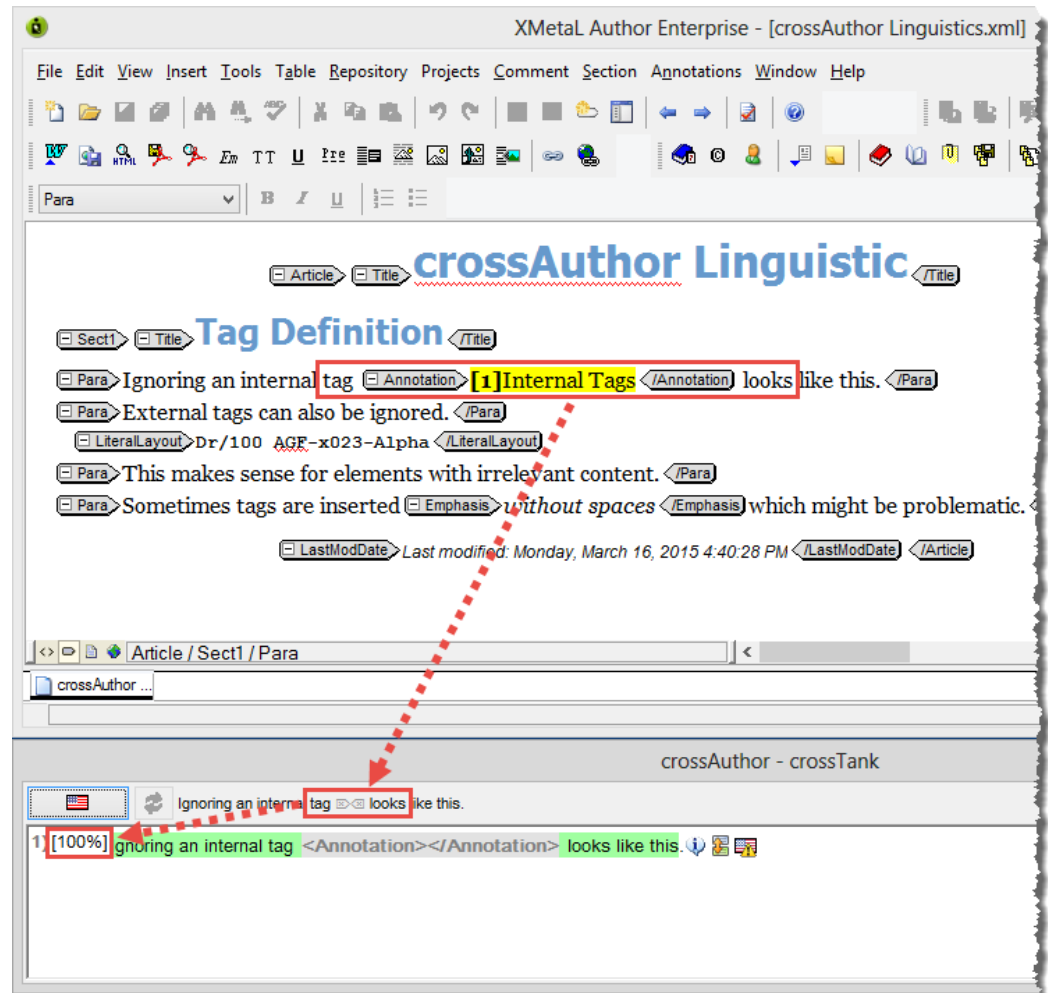 XMetaL Author Enterprise - [crossAuthor Linguistics.xml]
File Edit View Insert Tools Table Repository Projects Comment Section Annotations Window Help
HTML Em TT U Pre
Para B I U
Article Title crossAuthor Linguistic /Title
Sect1 Title Tag Definition /Title
Para Ignoring an internal tag Annotation [1]Internal Tags /Annotation looks like this. /Para
Para External tags can also be ignored. /Para
LiteralLayout Dr/100 AGF-x023-Alpha /LiteralLayout
Para This makes sense for elements with irrelevant content. /Para
Para Sometimes tags are inserted Emphasis without spaces /Emphasis which might be problematic.
LastModDate Last modified: Monday, March 16, 2015 4:40:28 PM /LastModDate /Article
Article / Sect1 / Para
crossAuthor ...
crossAuthor - crossTank
Ignoring an internal tag looks like this.
1) [100%] gnoring an internal tag <Annotation></Annotation> looks like this.